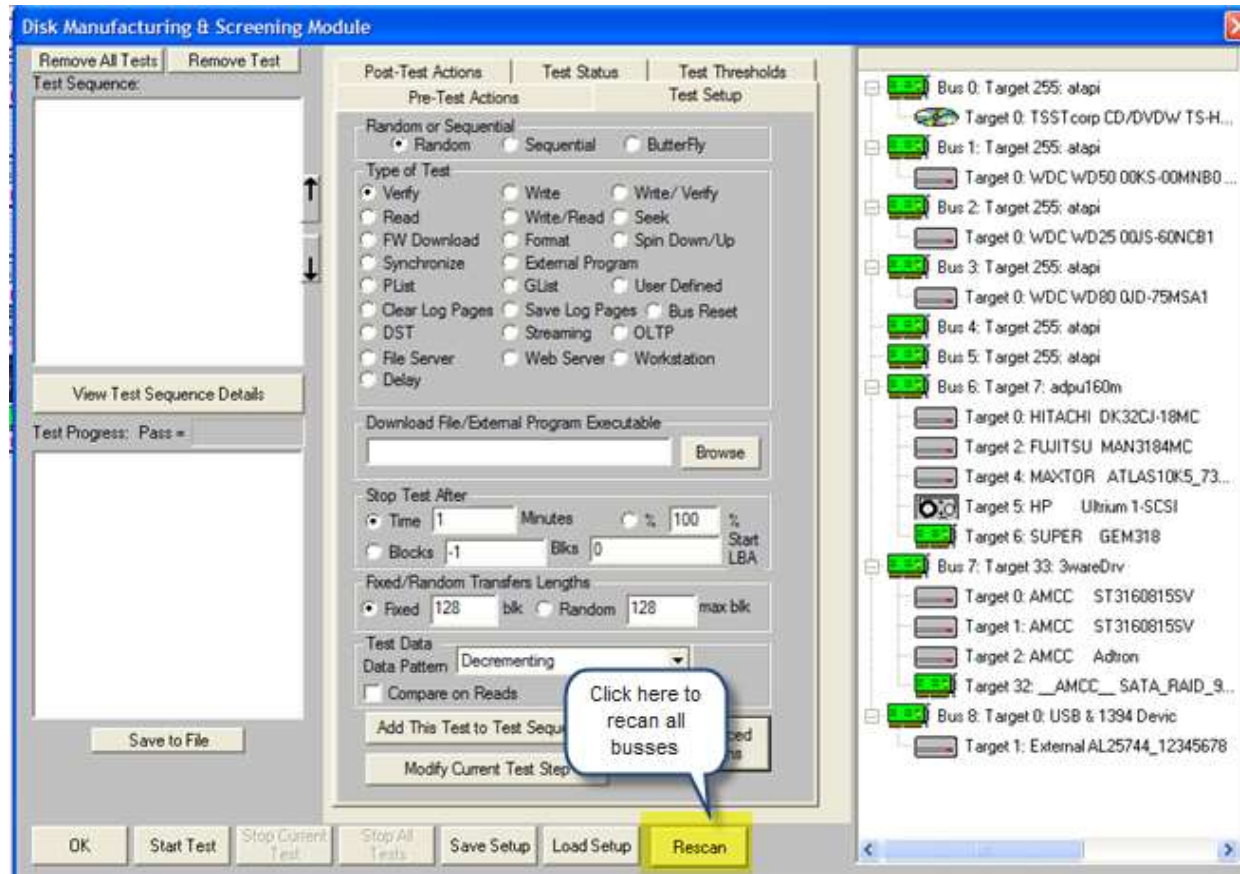 Disk Manufacturing & Screening Module
Remove All Tests
Remove Test
Test Sequence:
View Test Sequence Details
Test Progress: Pass =
Save to File
Post-Test Actions
Test Status
Test Thresholds
Pre-Test Actions
Test Setup
Random or Sequential
Random
Sequential
ButterFly
Type of Test
Verify
Write
Write/ Verify
Read
Write/Read
Seek
FW Download
Format
Spin Down/Up
Synchronize
External Program
PList
GList
User Defined
Clear Log Pages
Save Log Pages
Bus Reset
DST
Streaming
OLTP
File Server
Web Server
Workstation
Delay
Download File/External Program Executable
Browse
Stop Test After
Time
1
Minutes
%
100
%
Blocks
-1
Blks
0
Start
LBA
Fixed/Random Transfers Lengths
Fixed
128
blk
Random
128
max blk
Test Data
Data Pattern
Decrementing
Compare on Reads
Add This Test to Test Sequ
Modify Current Test Step
Click here to
recan all
busses
OK
Start Test
Stop Current
Test
Stop All
Tests
Save Setup
Load Setup
Rescan
Bus 0: Target 255: atapi
Target 0: TSSTcorp CD/DVDW TS-H...
Bus 1: Target 255: atapi
Target 0: WDC WD50 00KS-00MNB0 ...
Bus 2: Target 255: atapi
Target 0: WDC WD25 00JS-60NCB1
Bus 3: Target 255: atapi
Target 0: WDC WD80 0JD-75MSA1
Bus 4: Target 255: atapi
Bus 5: Target 255: atapi
Bus 6: Target 7: adpu160m
Target 0: HITACHI DK32CJ-18MC
Target 2: FUJITSU MAN3184MC
Target 4: MAXTOR ATLAS10K5_73...
Target 5: HP Ultrium 1-SCSI
Target 6: SUPER GEM318
Bus 7: Target 33: 3wareDrv
Target 0: AMCC ST3160815SV
Target 1: AMCC ST3160815SV
Target 2: AMCC Adtron
Target 32: __AMCC__ SATA_RAID_9...
Bus 8: Target 0: USB & 1394 Devic
Target 1: External AL25744_12345678